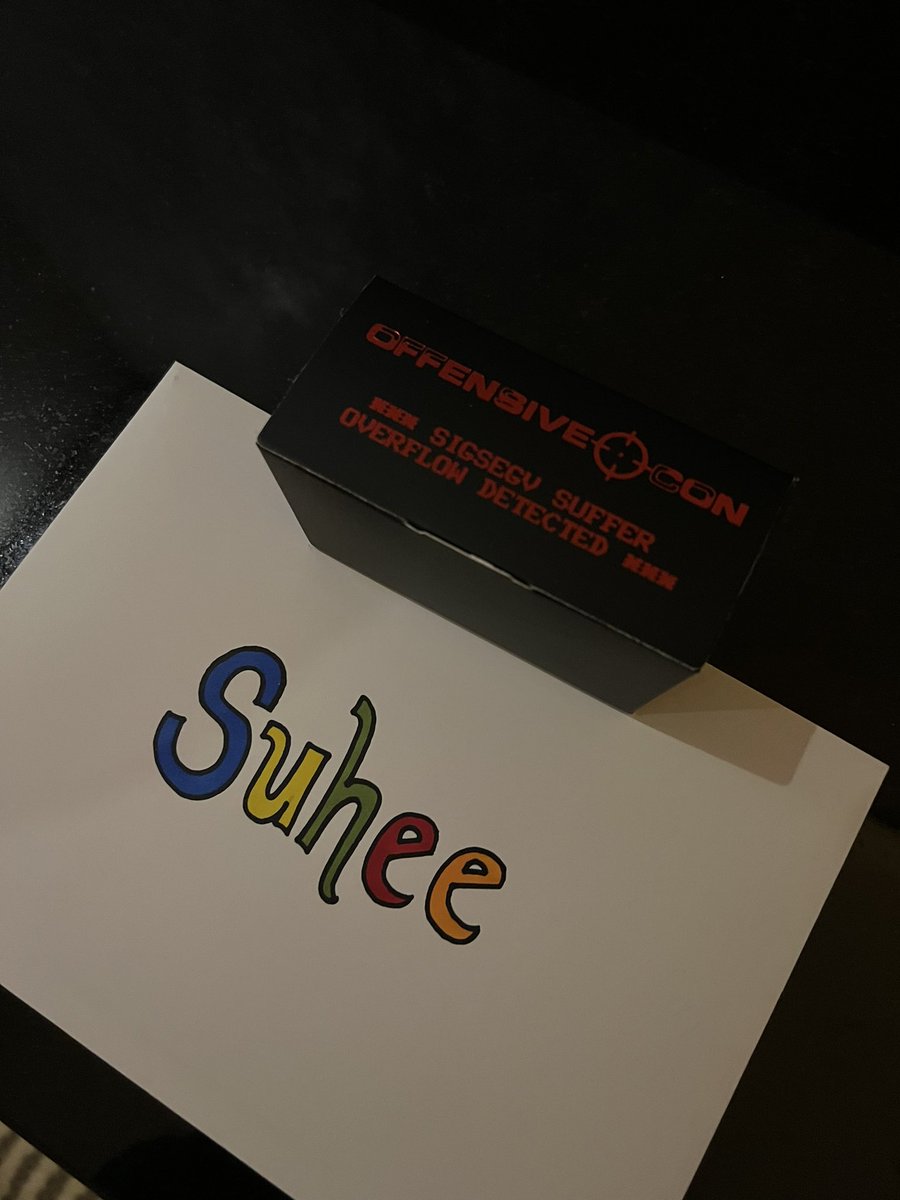 OFFENSIVE CON
*** SIGSEGV SUFFER
OVERFLOW DETECTED ***
Suhee